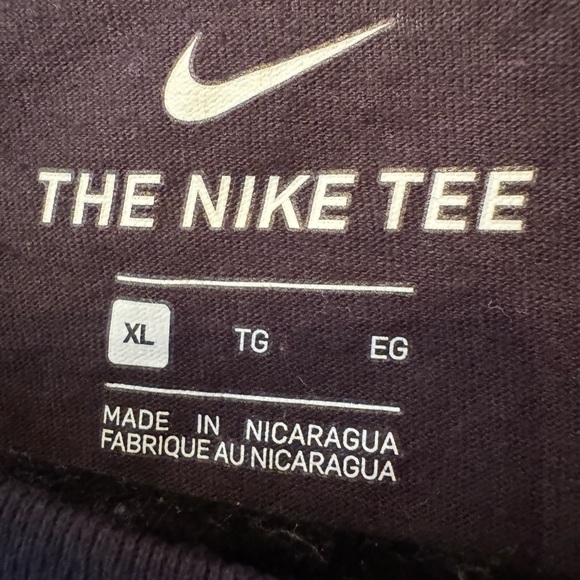 THE NIKE TEE
XL TG EG
MADE IN NICARAGUA
FABRIQUE AU NICARAGUA